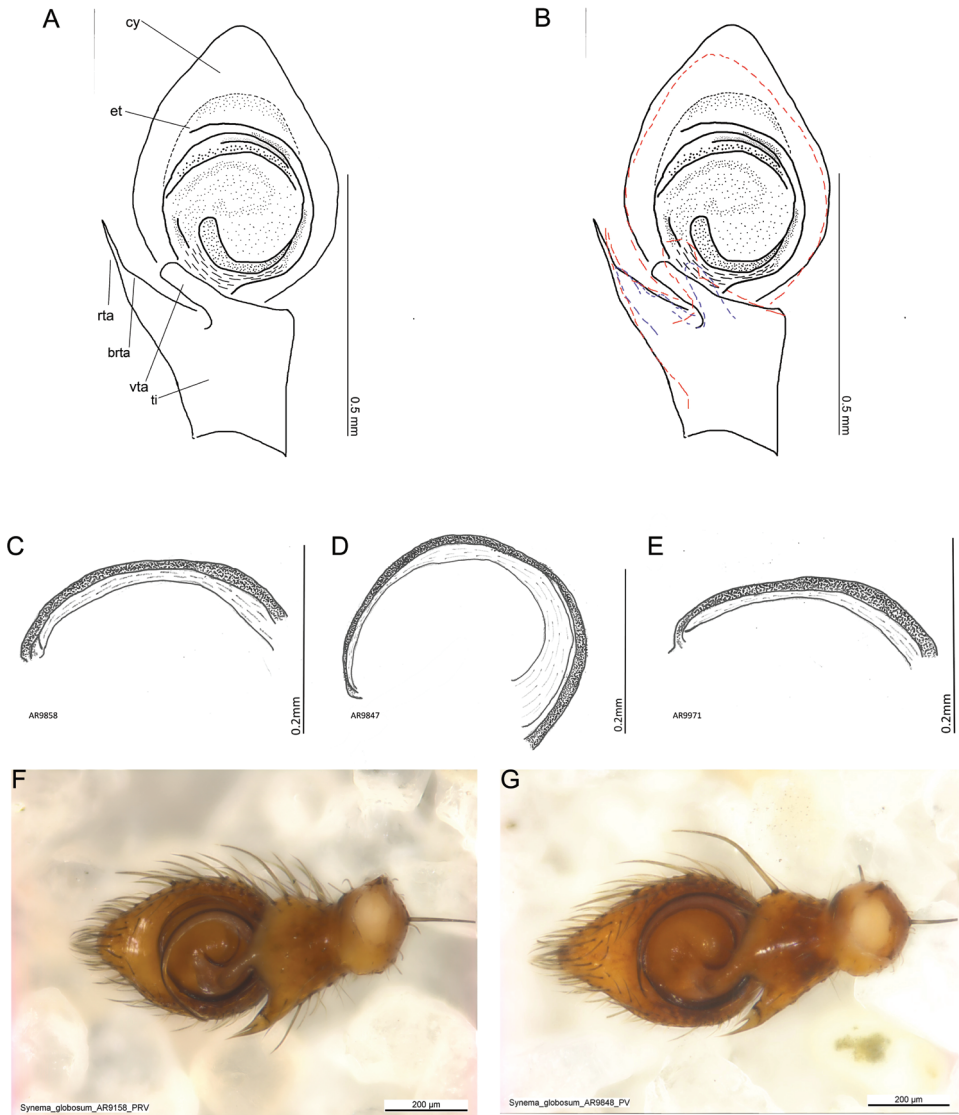 A
B
cy
et
rta
brta
vta
ti
0.5 mm
0.5 mm
C
D
E
AR9858
0.2mm
AR9847
0.2mm
AR9971
0.2mm
F
G
Synema_globosum_AR9158_PRV
200 µm
Synema_globosum_AR9848_PV
200 µm